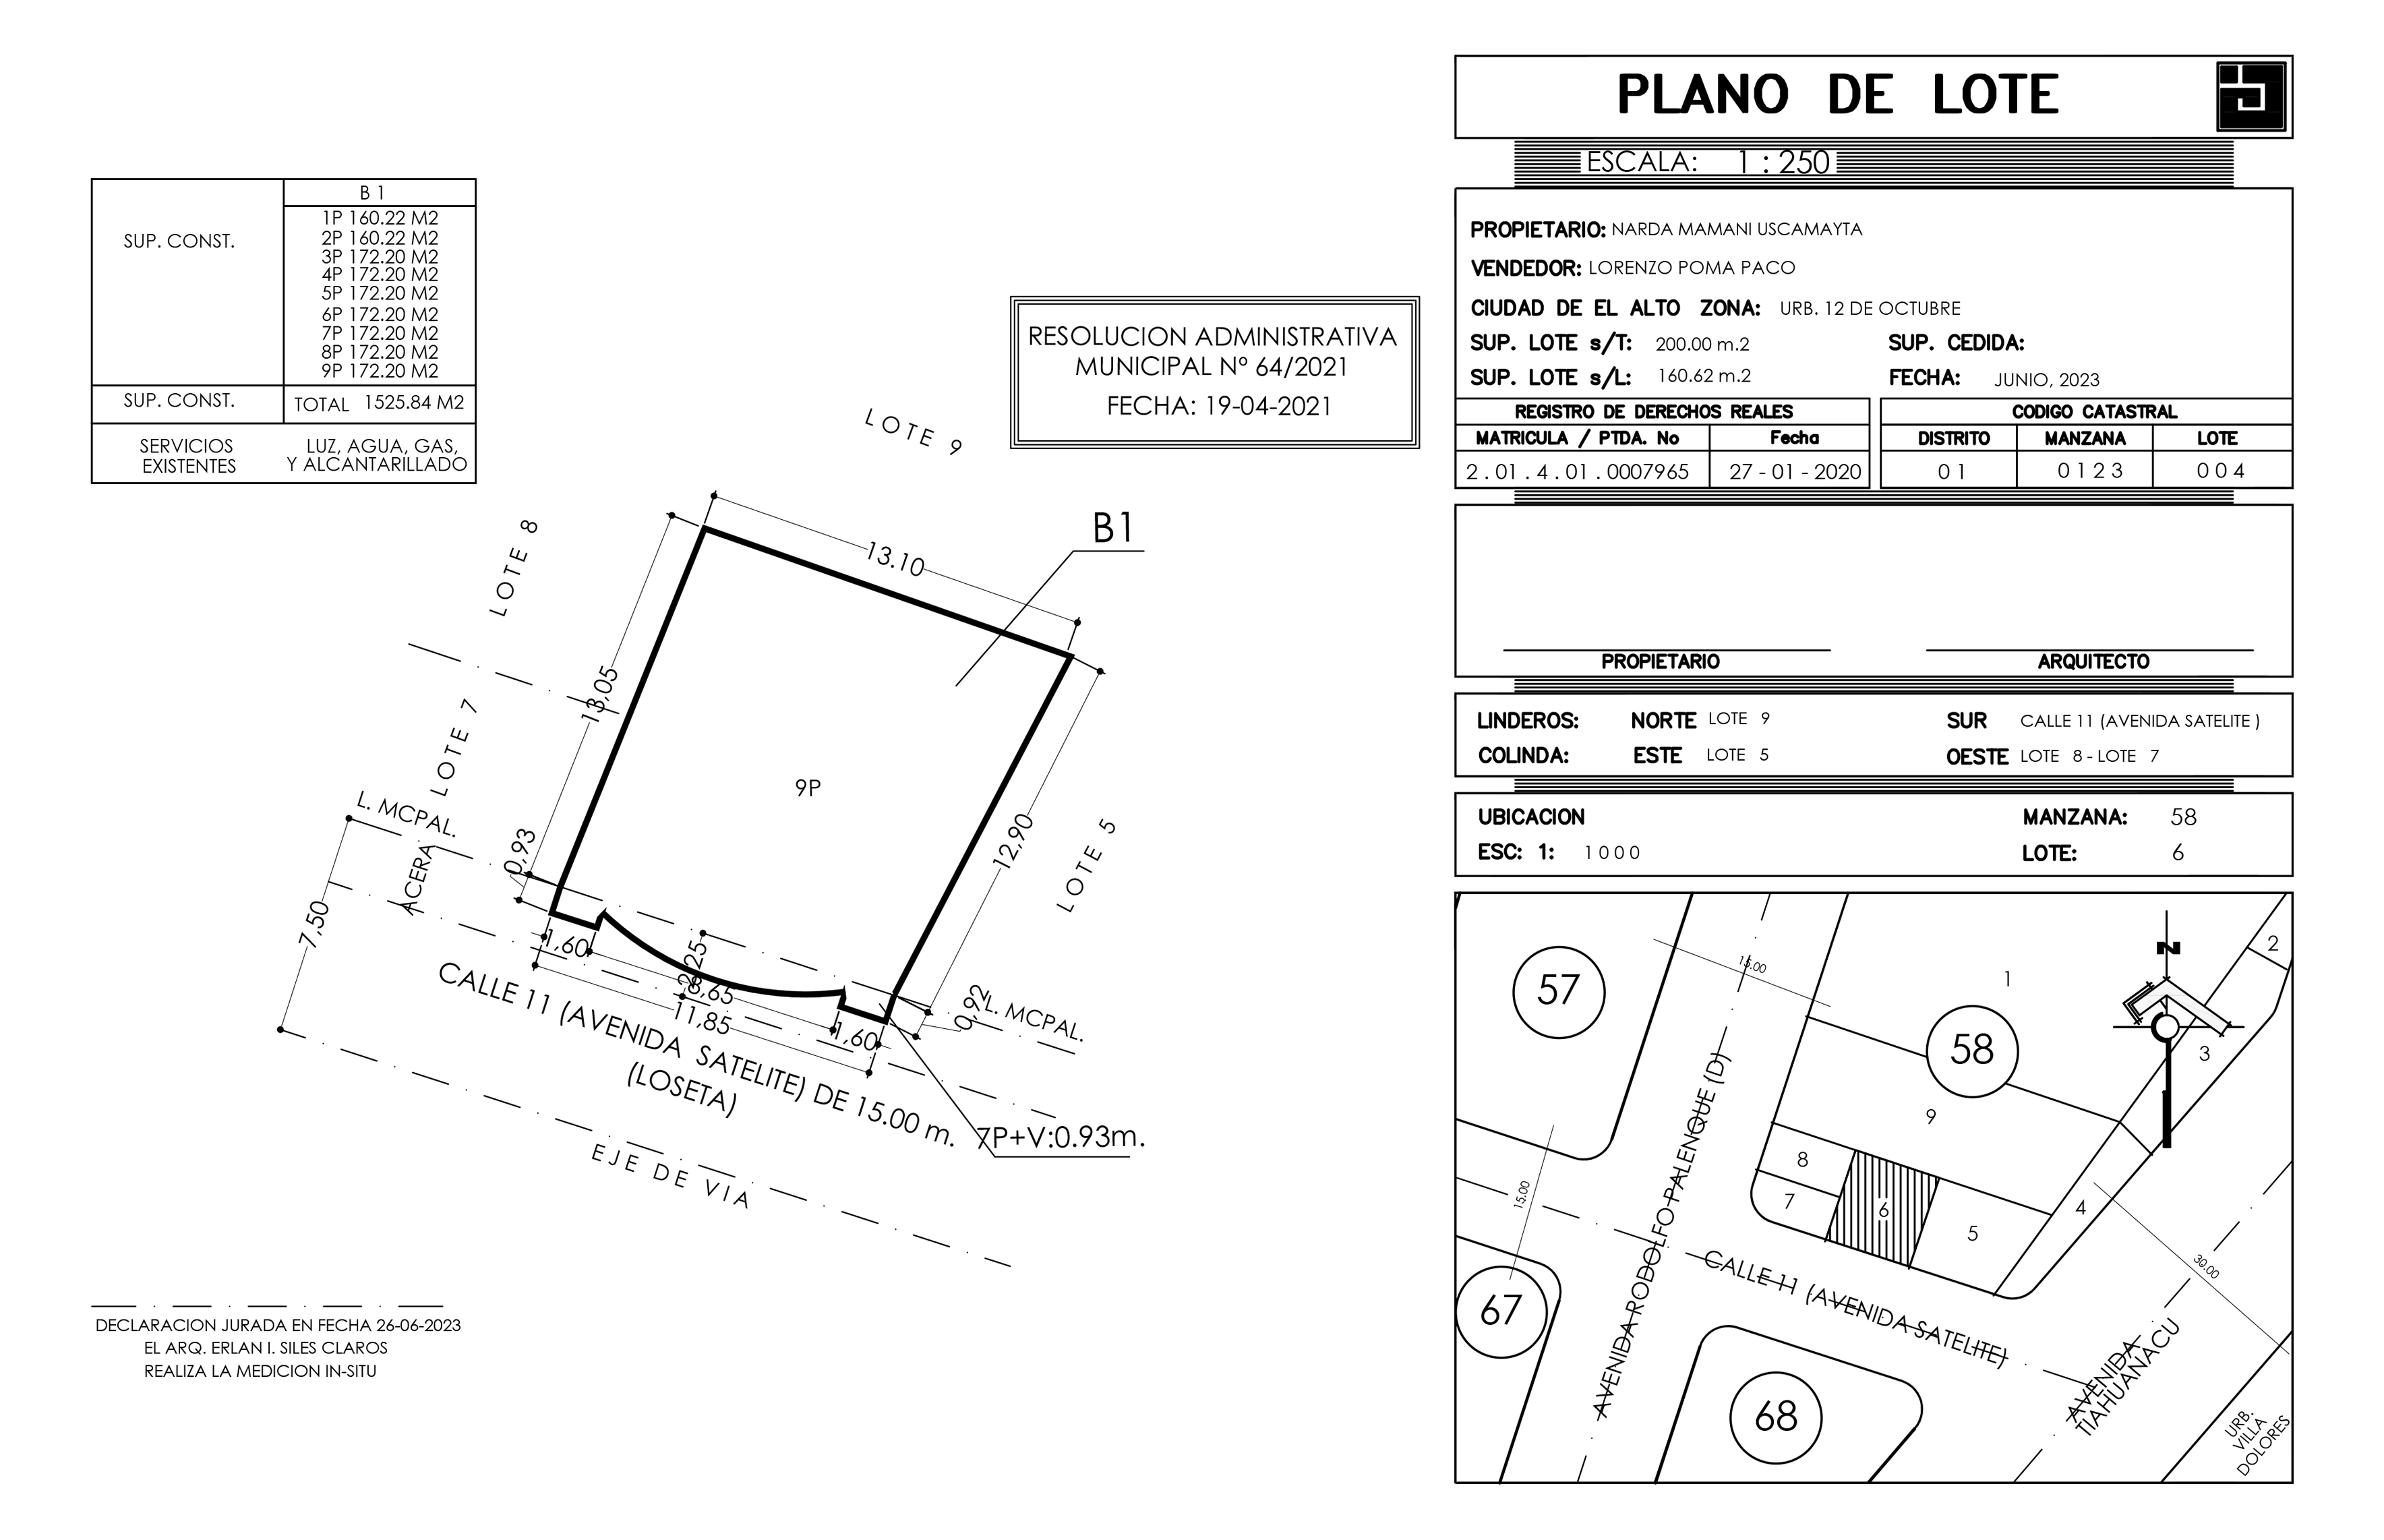 B 1
SUP. CONST.
1P 160.22 M2
2P 160.22 M2
3P 172.20 M2
4P 172.20 M2
5P 172.20 M2
6P 172.20 M2
7P 172.20 M2
8P 172.20 M2
9P 172.20 M2
SUP. CONST. TOTAL 1525.84 M2
SERVICIOS EXISTENTES
LUZ, AGUA, GAS,
Y ALCANTARILLADO
RESOLUCION ADMINISTRATIVA
MUNICIPAL Nº 64/2021
FECHA: 19-04-2021
LOTE 9
LOTE 8
13.10
B1
13,05
LOTE 7
9P
L. MCPAL.
ACERA
0,93
12,90
LOTE 5
7,50
1,60
2,25
8,65
11,85
1,60
0,92
L. MCPAL.
CALLE 11 (AVENIDA SATELITE) DE 15.00 m.
(LOSETA)
7P+V:0.93m.
EJE DE VIA
DECLARACION JURADA EN FECHA 26-06-2023
EL ARQ. ERLAN I. SILES CLAROS
REALIZA LA MEDICION IN-SITU
PLANO DE LOTE
ESCALA: 1 : 250
PROPIETARIO: NARDA MAMANI USCAMAYTA
VENDEDOR: LORENZO POMA PACO
CIUDAD DE EL ALTO ZONA: URB. 12 DE OCTUBRE
SUP. LOTE s/T: 200.00 m.2 SUP. CEDIDA:
SUP. LOTE s/L: 160.62 m.2 FECHA: JUNIO, 2023
REGISTRO DE DERECHOS REALES CODIGO CATASTRAL
MATRICULA / PTDA. No Fecha DISTRITO MANZANA LOTE
2.01.4.01.0007965 27-01-2020 01 0123 004
PROPIETARIO ARQUITECTO
LINDEROS: NORTE LOTE 9 SUR CALLE 11 (AVENIDA SATELITE )
COLINDA: ESTE LOTE 5 OESTE LOTE 8 - LOTE 7
UBICACION MANZANA: 58
ESC: 1: 1000 LOTE: 6
2
N
57
15.00
1
58
3
9
8
7
6
5
4
15.00
30.00
67
AVENIDA RODOLFO PALENQUE (D)
CALLE 11 (AVENIDA SATELITE)
68
AVENIDA
TIAHUANACU
URB.
VILLA
DOLORES